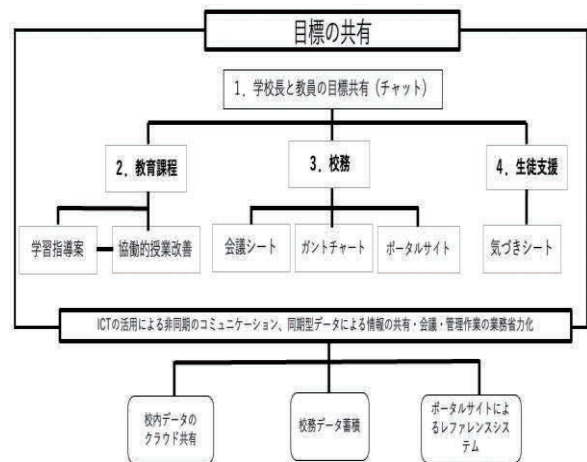 目標の共有
1．学校長と教員の目標共有（チャット）
2．教育課程
3．校務
4．生徒支援
学習指導案
協働的授業改善
会議シート
ガントチャート
ポータルサイト
気づきシート
ICTの活用による非同期のコミュニケーション、同期型データによる情報の共有・会議・管理作業の業務省力化
校内データの
クラウド共有
校務データ蓄積
ポータルサイトによ
るレファレンスシス
テム